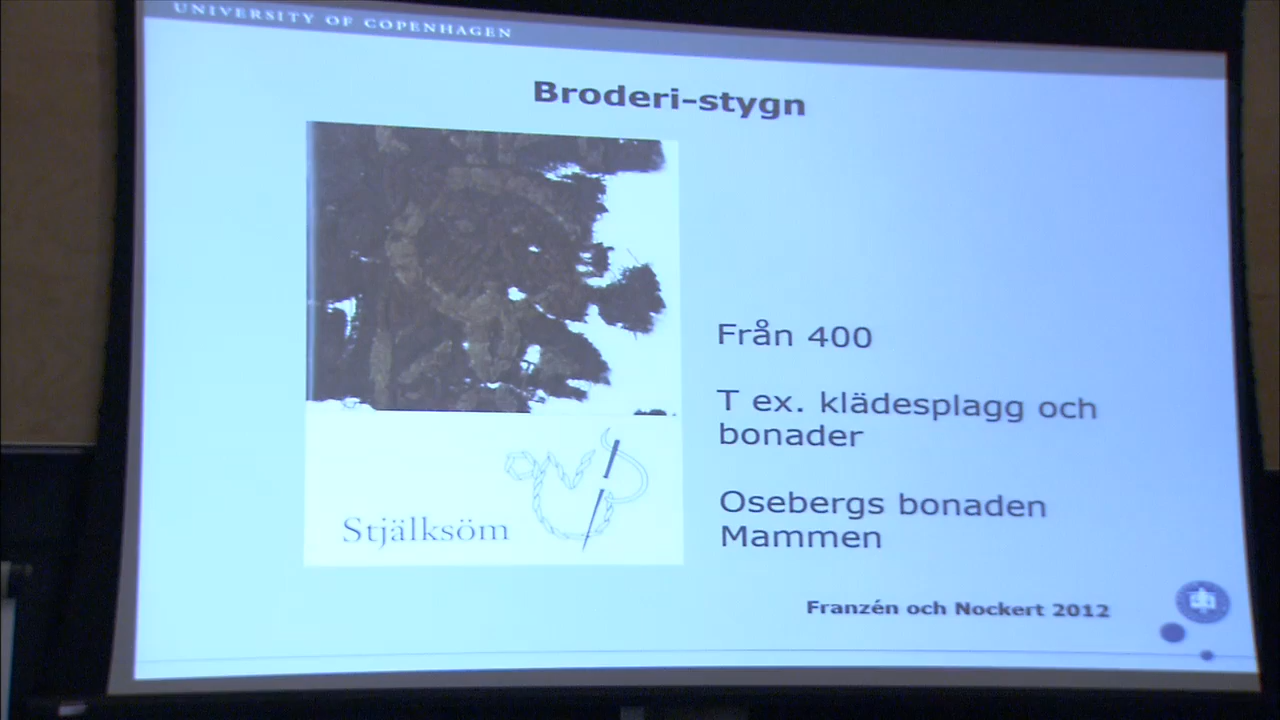 UNIVERSITY OF COPENHAGEN
Broderi-stygn
Från 400
T ex. klädesplagg och
bonader
Osebergs bonaden
Mammen
Stjälksöm
Franzén och Nockert 2012